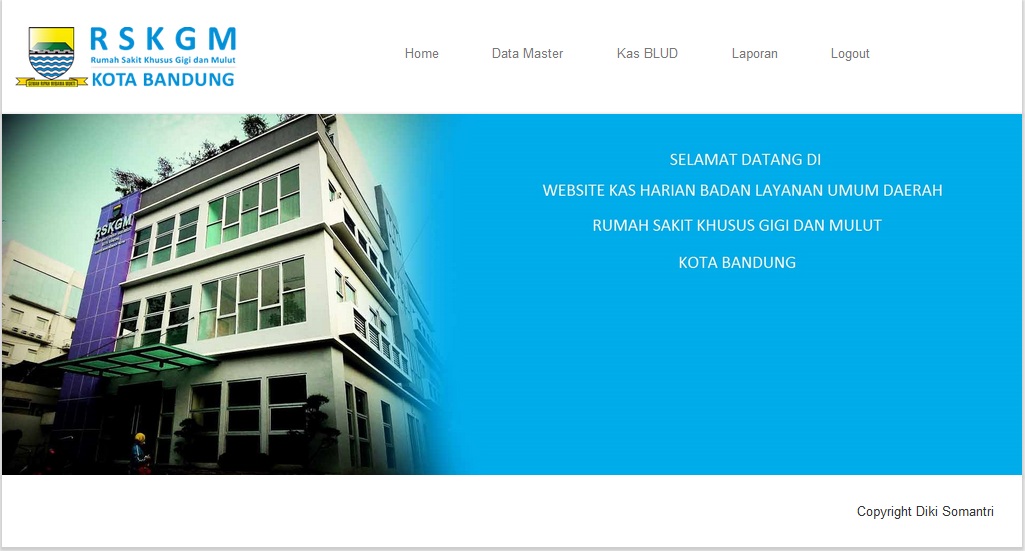 R S K G M
Rumah Sakit Khusus Gigi dan Mulut
KOTA BANDUNG
Home
Data Master
Kas BLUD
Laporan
Logout
RSKGM
SELAMAT DATANG DI
WEBSITE KAS HARIAN BADAN LAYANAN UMUM DAERAH
RUMAH SAKIT KHUSUS GIGI DAN MULUT
KOTA BANDUNG
Copyright Diki Somantri